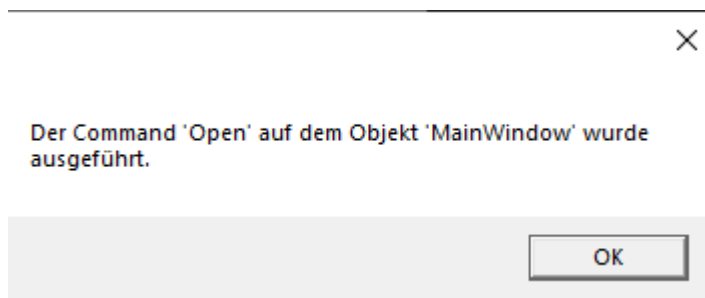 Der Command 'Open' auf dem Objekt 'MainWindow' wurde
ausgeführt.
OK